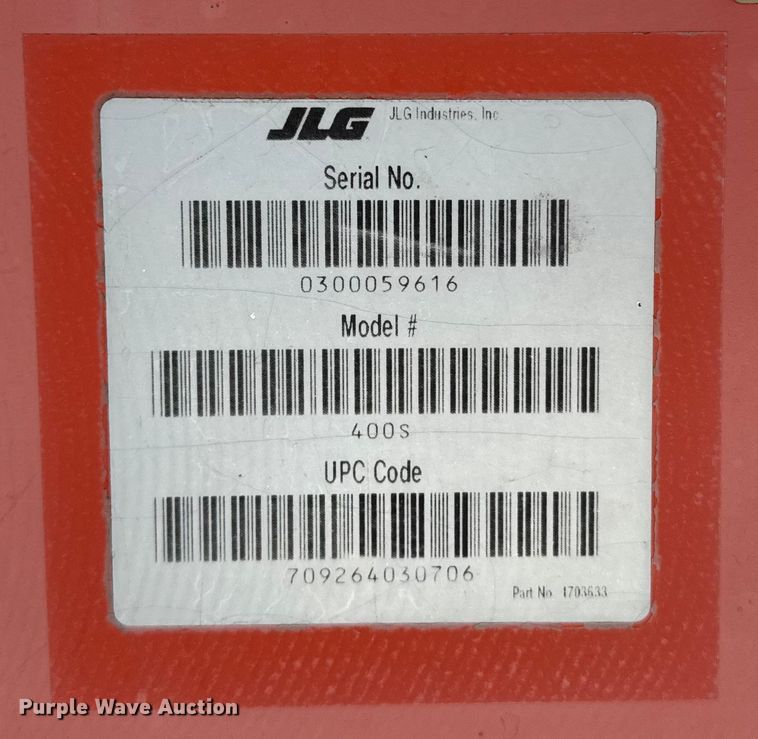 JLG JLG Industries, Inc.
Serial No.
0300059616
Model #
400S
UPC Code
709264030706
Part No. 1703633
Purple Wave Auction